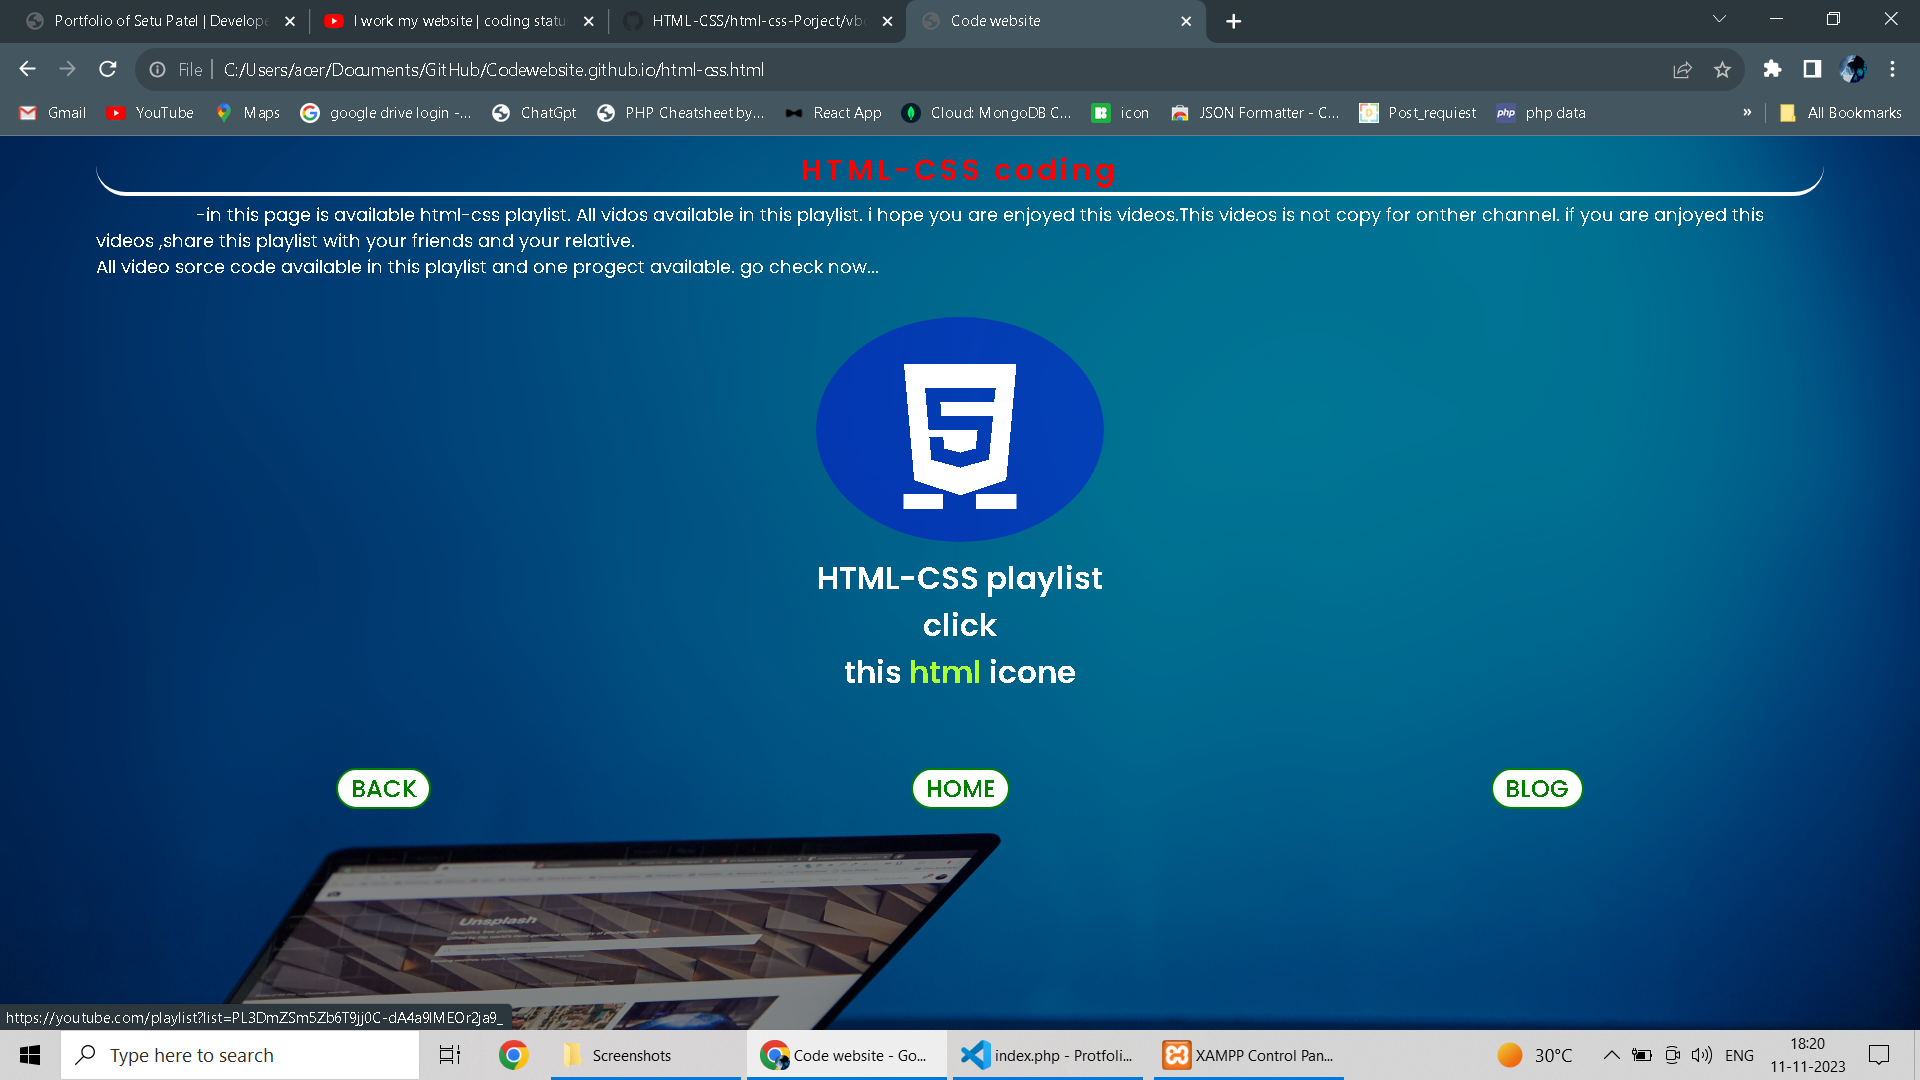 Portfolio of Setu Patel | Develope
I work my website | coding statu
HTML-CSS/html-css-Porject/vb
Code website
File
C:/Users/acer/Documents/GitHub/Codewebsite.github.io/html-css.html
Gmail
YouTube
Maps
google drive login -...
ChatGpt
PHP Cheatsheet by...
React App
Cloud: MongoDB C...
icon
JSON Formatter - C...
Post_requiest
php
php data
»
All Bookmarks
HTML-CSS coding
-in this page is available html-css playlist. All vidos available in this playlist. i hope you are enjoyed this videos.This videos is not copy for onther channel. if you are anjoyed this
videos ,share this playlist with your friends and your relative.
All video sorce code available in this playlist and one progect available. go check now...
HTML-CSS playlist
click
this html icone
BACK
HOME
BLOG
Unsplash
https://youtube.com/playlist?list=PL3DmZSm5Zb6T9jj0C-dA4a9IMEOr2ja9_
Type here to search
Screenshots
Code website - Go...
index.php - Protfoli...
XAMPP Control Pan...
30°C
ENG
18:20
11-11-2023